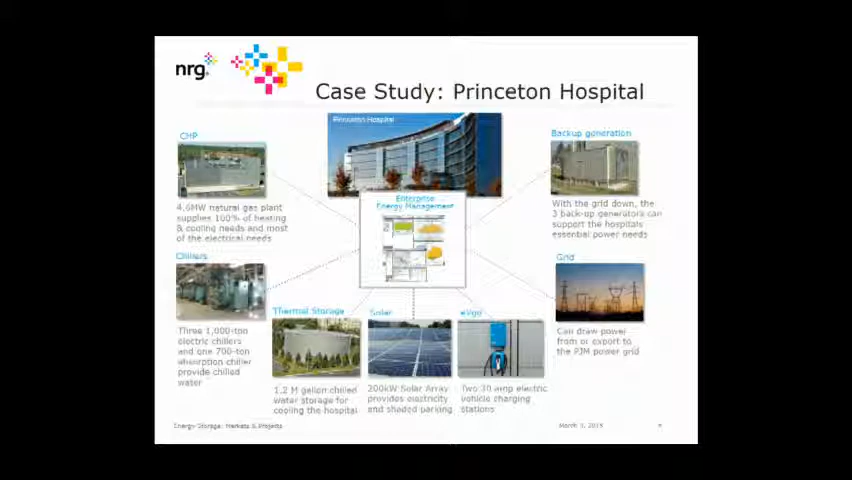 nrg
Case Study: Princeton Hospital
Princeton Hospital
CHP
4.6MW natural gas plant
supplies 100% of heating
& cooling needs and most
of the electrical needs
Backup generation
With the grid down, the
3 back-up generators can
support the hospitals
essential power needs
Enterprise
Energy Management
Chillers
Three 1,000-ton
electric chillers
and one 700-ton
absorption chiller
provide chilled
water
Thermal Storage
1.2 M gallon chilled
water storage for
cooling the hospital
Solar
200kW Solar Array
provides electricity
and shaded parking
eVgo
Two 30 amp electric
vehicle charging
stations
Grid
Can draw power
from or export to
the PJM power grid
Energy Storage: Markets & Projects
March